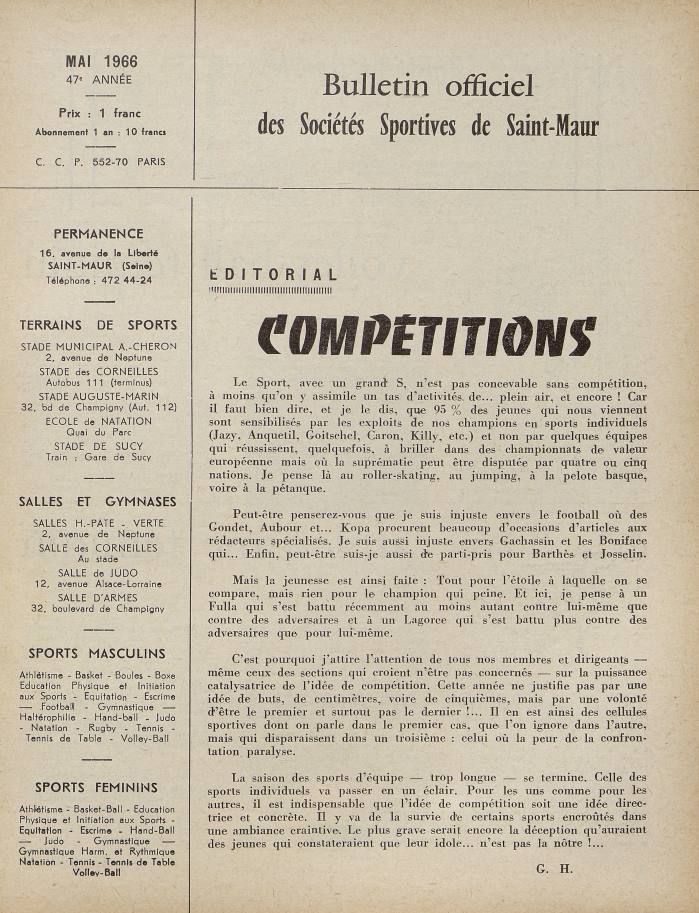 MAI 1966
47e ANNÉE
Prix : 1 franc
Abonnement 1 an : 10 francs
C. C. P. 552-70 PARIS
Bulletin officiel
des Sociétés Sportives de Saint-Maur
PERMANENCE
16, avenue de la Liberté
SAINT-MAUR (Seine)
Téléphone : 472 44-24
TERRAINS DE SPORTS
STADE MUNICIPAL A.-CHERON
2, avenue de Neptune
STADE des CORNEILLES
Autobus 111 (terminus)
STADE AUGUSTE-MARIN
32, bd de Champigny (Aut. 112)
ECOLE de NATATION
Quai du Parc
STADE DE SUCY
Train : Gare de Sucy
SALLES ET GYMNASES
SALLES H.-PATE - VERTE
2, avenue de Neptune
SALLE des CORNEILLES
Au stade
SALLE de JUDO
12, avenue Alsace-Lorraine
SALLE D'ARMES
32, boulevard de Champigny
SPORTS MASCULINS
Athlétisme - Basket - Boules - Boxe
Education Physique et Initiation
aux Sports - Equitation - Escrime
— Football - Gymnastique —
Haltérophilie - Hand-ball - Judo
- Natation - Rugby - Tennis -
Tennis de Table - Volley-Ball
SPORTS FEMININS
Athlétisme - Basket-Ball - Education
Physique et Initiation aux Sports -
Equitation - Escrime - Hand-Ball
— Judo - Gymnastique —
Gymnastique Harm. et Rythmique
Natation - Tennis - Tennis de Table
Volley-Ball
EDITORIAL
COMPÉTITIONS
Le Sport, avec un grand S, n'est pas concevable sans compétition,
à moins qu'on y assimile un tas d'activités de... plein air, et encore ! Car
il faut bien dire, et je le dis, que 95 % des jeunes qui nous viennent
sont sensibilisés par les exploits de nos champions en sports individuels
(Jazy, Anquetil, Goitschel, Caron, Killy, etc.) et non par quelques équipes
qui réussissent, quelquefois, à briller dans des championnats de valeur
européenne mais où la suprématie peut être disputée par quatre ou cinq
nations. Je pense là au roller-skating, au jumping, à la pelote basque,
voire à la pétanque.
Peut-être penserez-vous que je suis injuste envers le football où des
Gondet, Aubour et... Kopa procurent beaucoup d'occasions d'articles aux
rédacteurs spécialisés. Je suis aussi injuste envers Gachassin et les Boniface
qui... Enfin, peut-être suis-je aussi de parti-pris pour Barthès et Josselin.
Mais la jeunesse est ainsi faite : Tout pour l'étoile à laquelle on se
compare, mais rien pour le champion qui peine. Et ici, je pense à un
Fulla qui s'est battu récemment au moins autant contre lui-même que
contre des adversaires et à un Lagorce qui s'est battu plus contre des
adversaires que pour lui-même.
C'est pourquoi j'attire l'attention de tous nos membres et dirigeants —
même ceux des sections qui croient n'être pas concernés — sur la puissance
catalysatrice de l'idée de compétition. Cette année ne justifie pas par une
idée de buts, de centimètres, voire de cinquièmes, mais par une volonté
d'être le premier et surtout pas le dernier !... Il en est ainsi des cellules
sportives dont on parle dans le premier cas, que l'on ignore dans l'autre,
mais qui disparaissent dans un troisième : celui où la peur de la confron-
tation paralyse.
La saison des sports d'équipe — trop longue — se termine. Celle des
sports individuels va passer en un éclair. Pour les uns comme pour les
autres, il est indispensable que l'idée de compétition soit une idée direc-
trice et concrète. Il y va de la survie de certains sports encroûtés dans
une ambiance craintive. Le plus grave serait encore la déception qu'auraient
des jeunes qui constateraient que leur idole... n'est pas la nôtre !...
G. H.